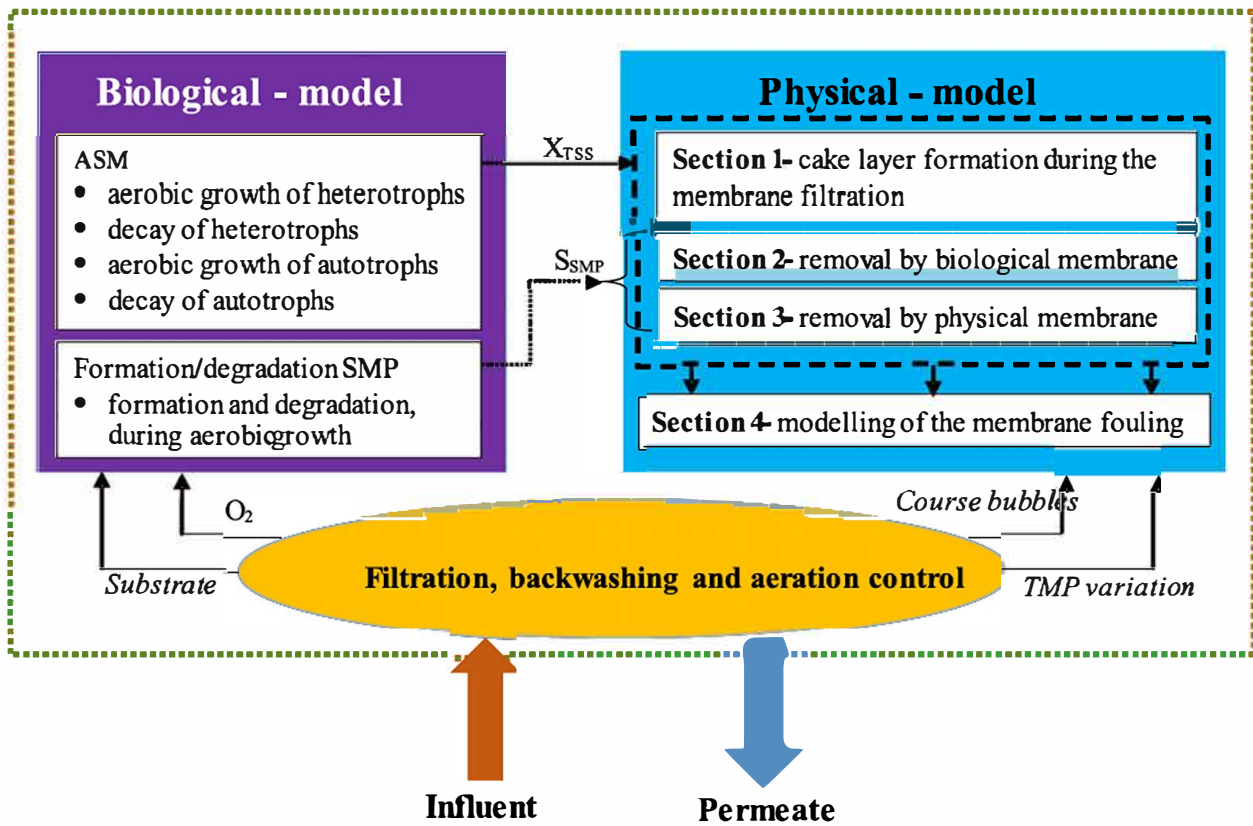 Biological - model
ASM
• aerobic growth of heterotrophs
• decay of heterotrophs
• aerobic growth of autotrophs
• decay of autotrophs
Formation/degradation SMP
• formation and degradation,
during aerobicgrowth
X_TSS
S_SMP
Physical - model
Section 1- cake layer formation during the
membrane filtration
Section 2- removal by biological membrane
Section 3- removal by physical membrane
Section 4- modelling of the membrane fouling
O₂
Substrate
Course bubbles
TMP variation
Filtration, backwashing and aeration control
Influent
Permeate